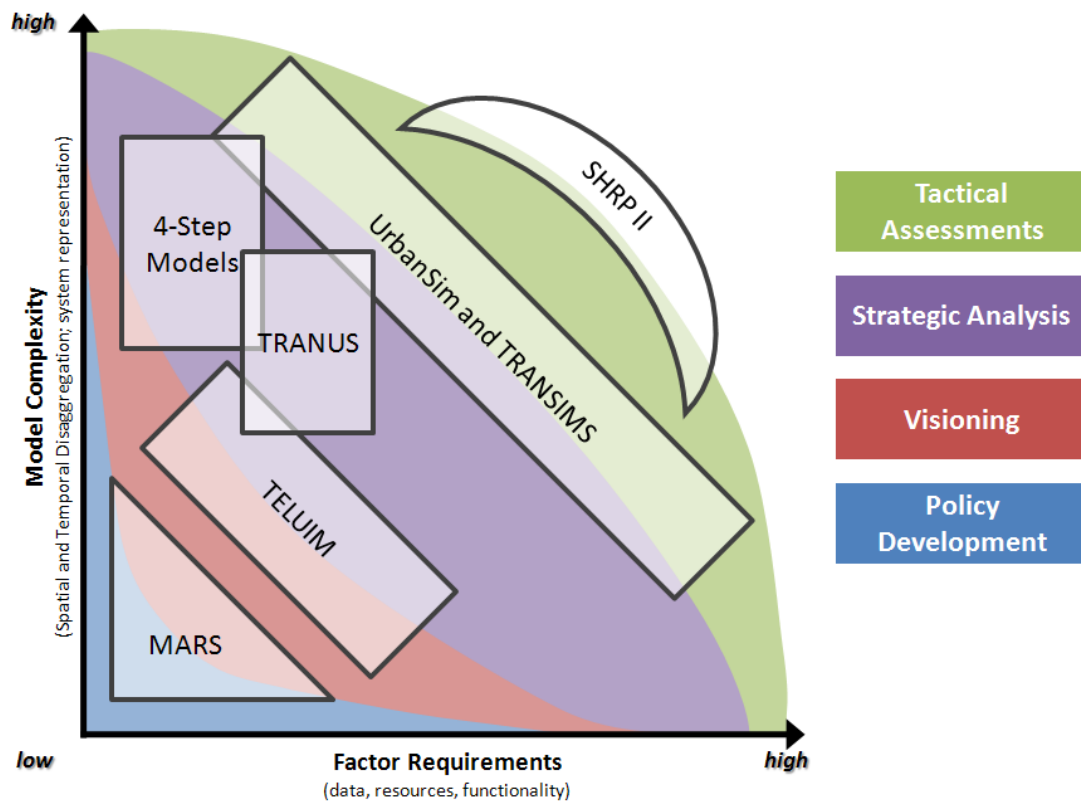 high
Model Complexity
(Spatial and Temporal Disaggregation; system representation)
4-Step
Models
TRANUS
UrbanSim and TRANSIMS
SHRP II
TELUIM
MARS
low
Factor Requirements
(data, resources, functionality)
high
Tactical
Assessments
Strategic Analysis
Visioning
Policy
Development